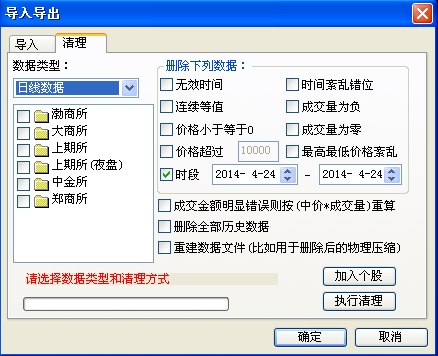 导入导出
导入 清理
数据类型：
日线数据
渤商所
大商所
上期所
上期所(夜盘)
中金所
郑商所
删除下列数据：
无效时间 时间紊乱错位
连续等值 成交量为负
价格小于等于0 成交量为零
价格超过 10000 最高最低价格紊乱
时段 2014- 4-24 - 2014- 4-24
成交金额明显错误则按(中价*成交量)重算
删除全部历史数据
重建数据文件(比如用于删除后的物理压缩)
请选择数据类型和清理方式
加入个股
执行清理
确定 取消